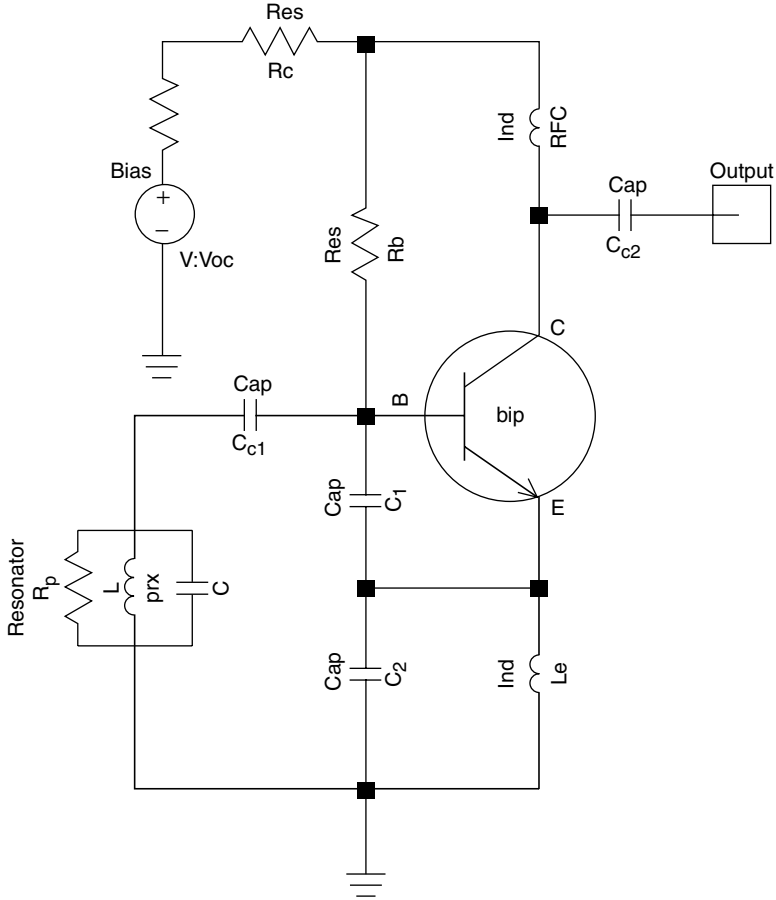 Res
Rc
Bias
+
–
V:Voc
Res
Rb
Ind
RFC
Cap
Cc2
Output
C
B
bip
E
Cap
Cc1
Cap
C1
Resonator
Rp
L
prx
C
Cap
C2
Ind
Le